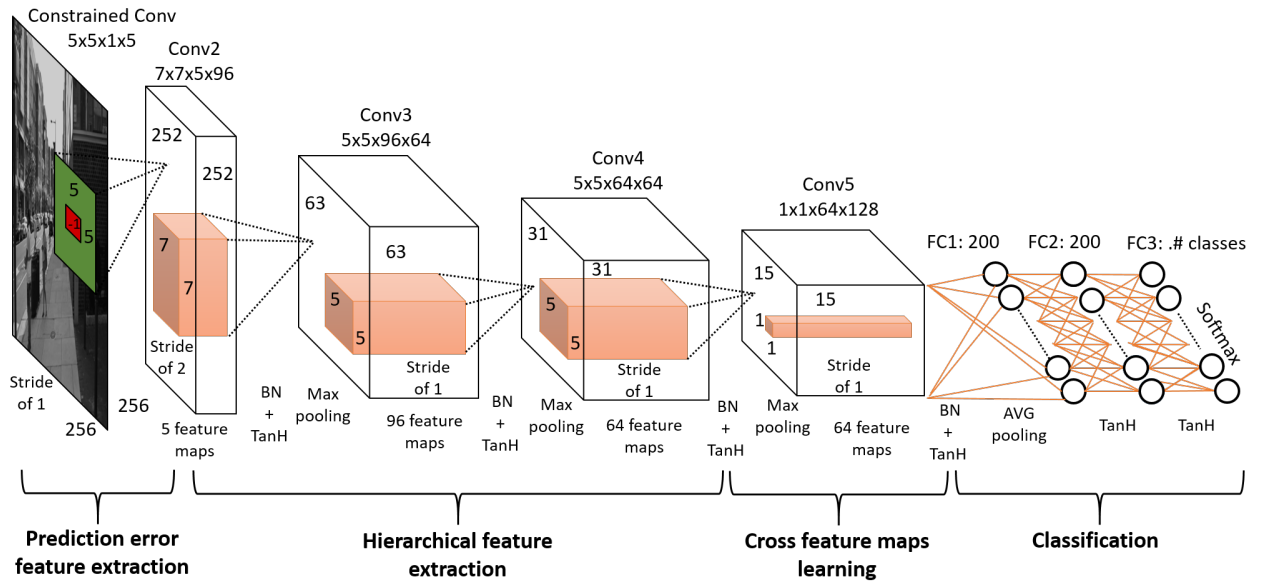 Constrained Conv
5x5x1x5
5
-1
5
Stride
of 1
256
256
Conv2
7x7x5x96
252
252
7
7
Stride
of 2
5 feature
maps
BN
+
TanH
Max
pooling
Conv3
5x5x96x64
63
63
5
5
Stride
of 1
96 feature
maps
BN
+
TanH
Max
pooling
Conv4
5x5x64x64
31
31
5
5
Stride
of 1
64 feature
maps
BN
+
TanH
Max
pooling
Conv5
1x1x64x128
15
15
1
1
Stride
of 1
64 feature
maps
BN
+
TanH
AVG
pooling
FC1: 200
FC2: 200
FC3: .# classes
Softmax
TanH
TanH
Prediction error
feature extraction
Hierarchical feature
extraction
Cross feature maps
learning
Classification